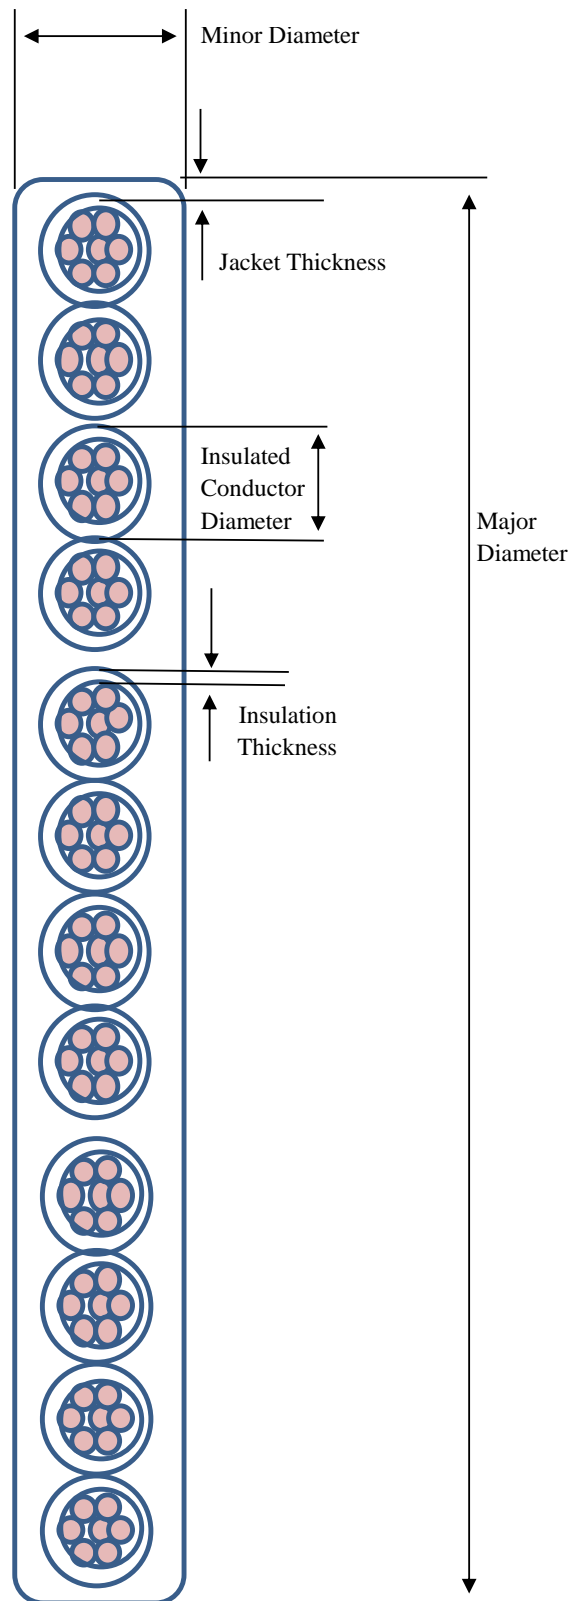 Minor Diameter
Jacket Thickness
Insulated
Conductor
Diameter
Major
Diameter
Insulation
Thickness